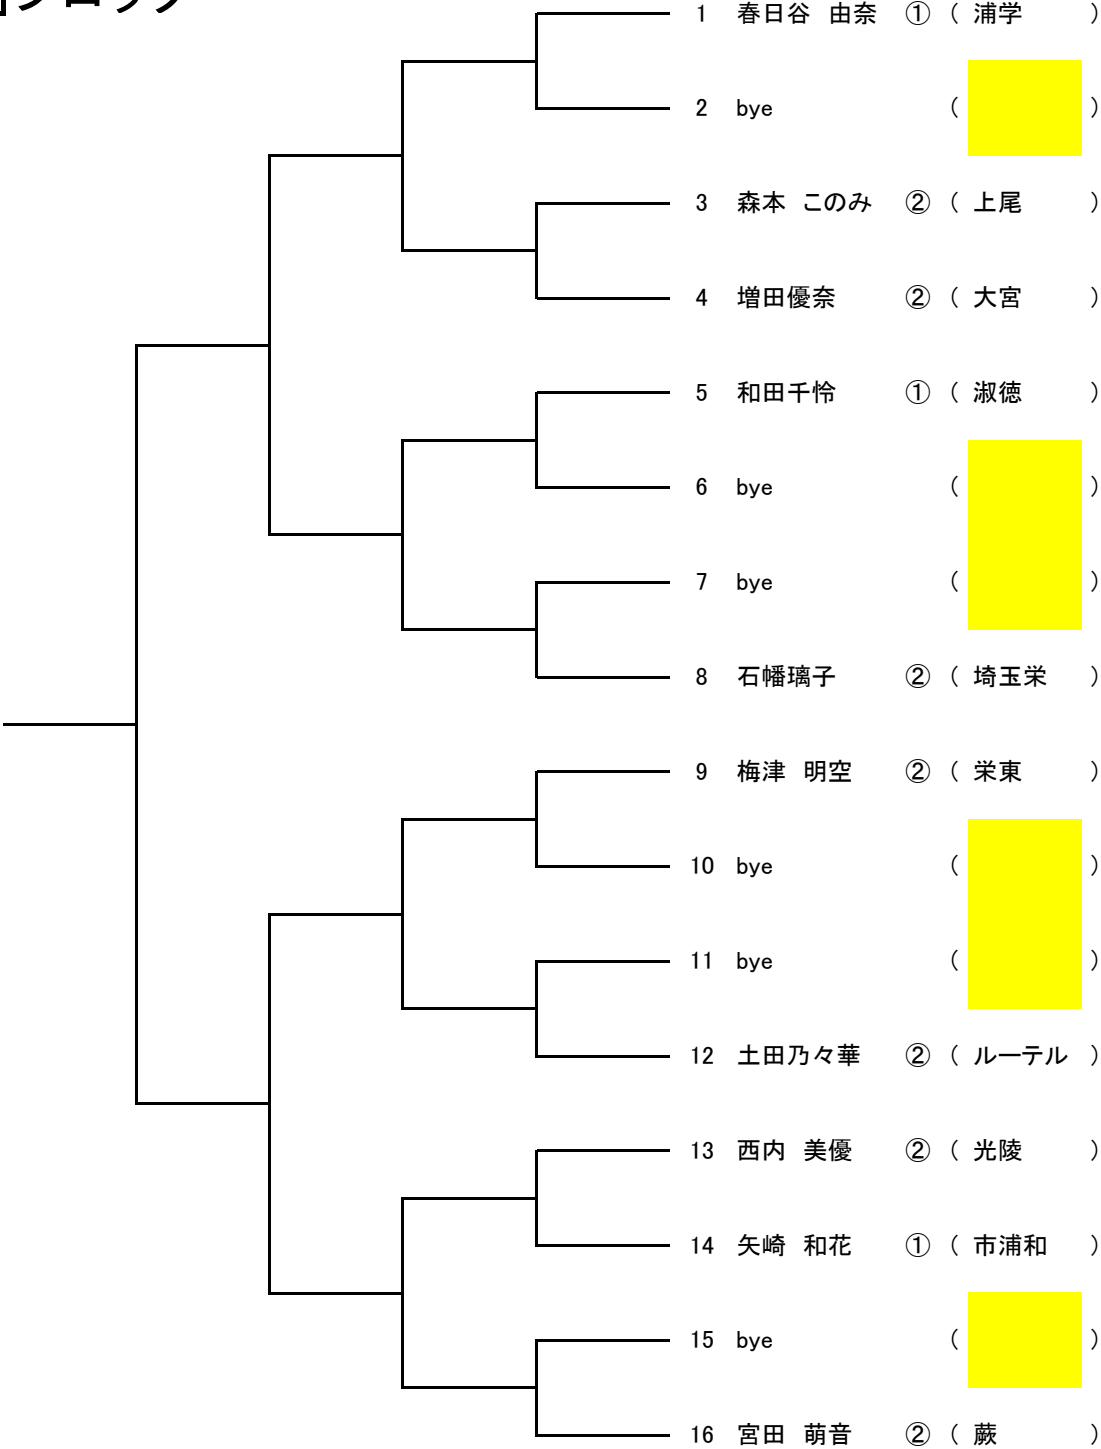 ブロック
1 春日谷 由奈 ① ( 浦学 )
2 bye ( )
3 森本 このみ ② ( 上尾 )
4 増田優奈 ② ( 大宮 )
5 和田千怜 ① ( 淑徳 )
6 bye ( )
7 bye ( )
8 石幡璃子 ② ( 埼玉栄 )
9 梅津 明空 ② ( 栄東 )
10 bye ( )
11 bye ( )
12 土田乃々華 ② ( ルーテル )
13 西内 美優 ② ( 光陵 )
14 矢崎 和花 ① ( 市浦和 )
15 bye ( )
16 宮田 萌音 ② ( 蕨 )